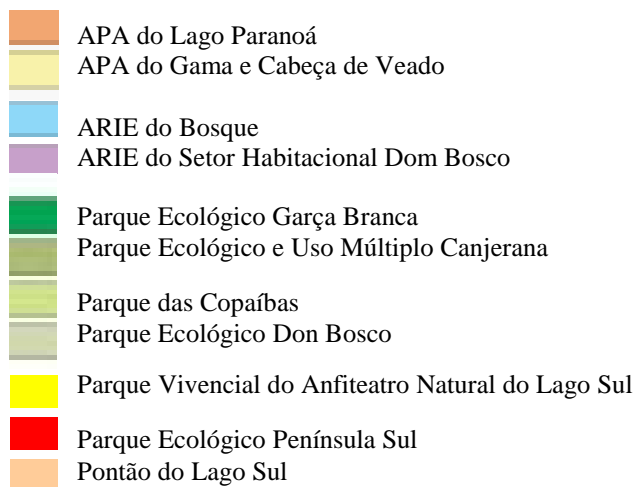 APA do Lago Paranoá
APA do Gama e Cabeça de Veado
ARIE do Bosque
ARIE do Setor Habitacional Dom Bosco
Parque Ecológico Garça Branca
Parque Ecológico e Uso Múltiplo Canjerana
Parque das Copaíbas
Parque Ecológico Don Bosco
Parque Vivencial do Anfiteatro Natural do Lago Sul
Parque Ecológico Península Sul
Pontão do Lago Sul